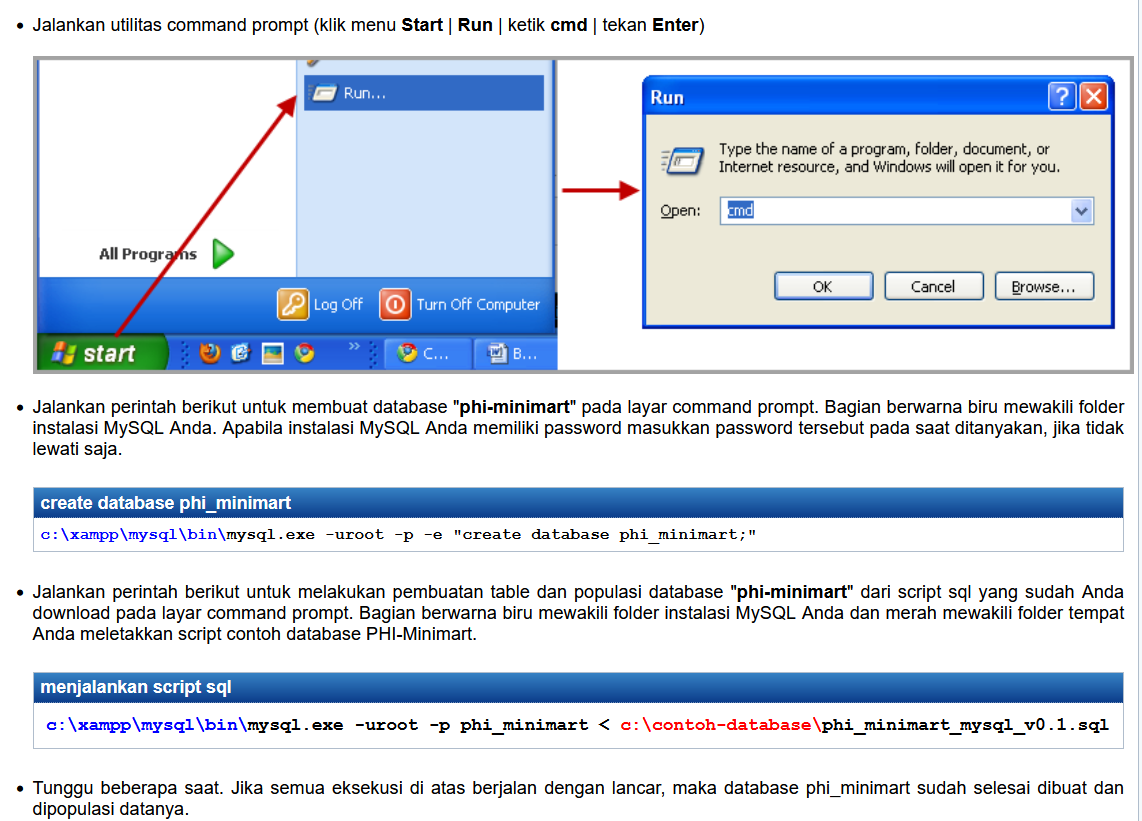 • Jalankan utilitas command prompt (klik menu Start | Run | ketik cmd | tekan Enter)
Run...
All Programs
Log Off
Turn Off Computer
start
»
C...
B...
Run
Type the name of a program, folder, document, or
Internet resource, and Windows will open it for you.
Open:
cmd
OK
Cancel
Browse...
• Jalankan perintah berikut untuk membuat database "phi-minimart" pada layar command prompt. Bagian berwarna biru mewakili folder
instalasi MySQL Anda. Apabila instalasi MySQL Anda memiliki password masukkan password tersebut pada saat ditanyakan, jika tidak
lewati saja.
create database phi_minimart
c:\xampp\mysql\bin\mysql.exe -uroot -p -e "create database phi_minimart;"
• Jalankan perintah berikut untuk melakukan pembuatan table dan populasi database "phi-minimart" dari script sql yang sudah Anda
download pada layar command prompt. Bagian berwarna biru mewakili folder instalasi MySQL Anda dan merah mewakili folder tempat
Anda meletakkan script contoh database PHI-Minimart.
menjalankan script sql
c:\xampp\mysql\bin\mysql.exe -uroot -p phi_minimart < c:\contoh-database\phi_minimart_mysql_v0.1.sql
• Tunggu beberapa saat. Jika semua eksekusi di atas berjalan dengan lancar, maka database phi_minimart sudah selesai dibuat dan
dipopulasi datanya.